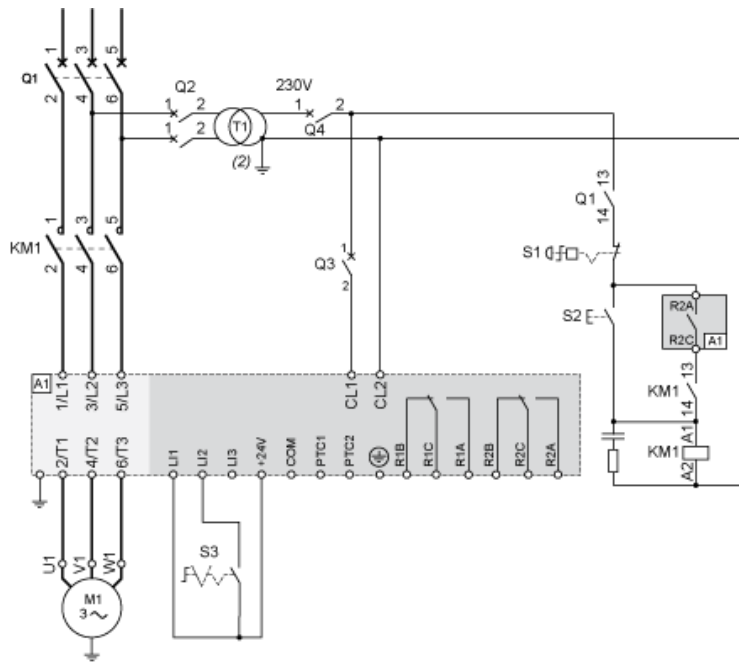 1 3 5
Q1
2 4 6
Q2
1 2
1 2
T1
(2)
230V
1 2
Q4
1 3 5
KM1
2 4 6
1
Q3
2
Q1
13
14
S1
S2
R2A
R2C
A1
13
KM1
14
A1
KM1
A2
A1
1/L1 3/L2 5/L3
CL1 CL2
2/T1 4/T2 6/T3
LI1 LI2 LI3 +24V COM PTC1 PTC2 R1B R1C R1A R2B R2C R2A
S3
U1 V1 W1
M1
3 ~